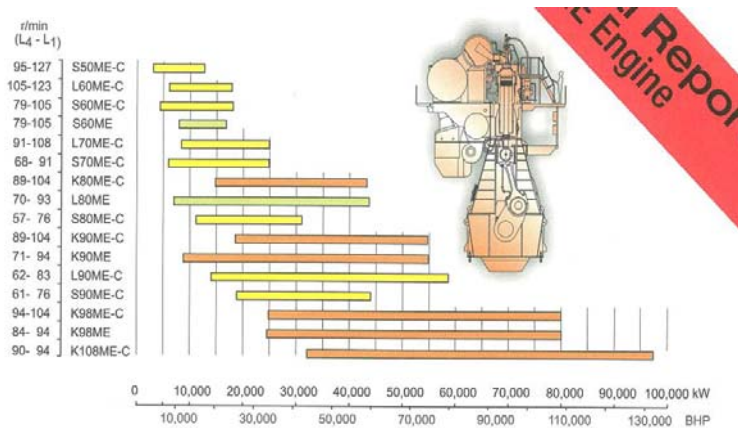 r/min
(L4 - L1)
95-127 S50ME-C
105-123 L60ME-C
79-105 S60ME-C
79-105 S60ME
91-108 L70ME-C
68- 91 S70ME-C
89-104 K80ME-C
70- 93 L80ME
57- 76 S80ME-C
89-104 K90ME-C
71- 94 K90ME
62- 83 L90ME-C
61- 76 S90ME-C
94-104 K98ME-C
84- 94 K98ME
90- 94 K108ME-C
Repor
Engine
0 10,000 20,000 30,000 40,000 50,000 60,000 70,000 80,000 90,000 100,000 kW
10,000 30,000 50,000 70,000 90,000 110,000 130,000 BHP